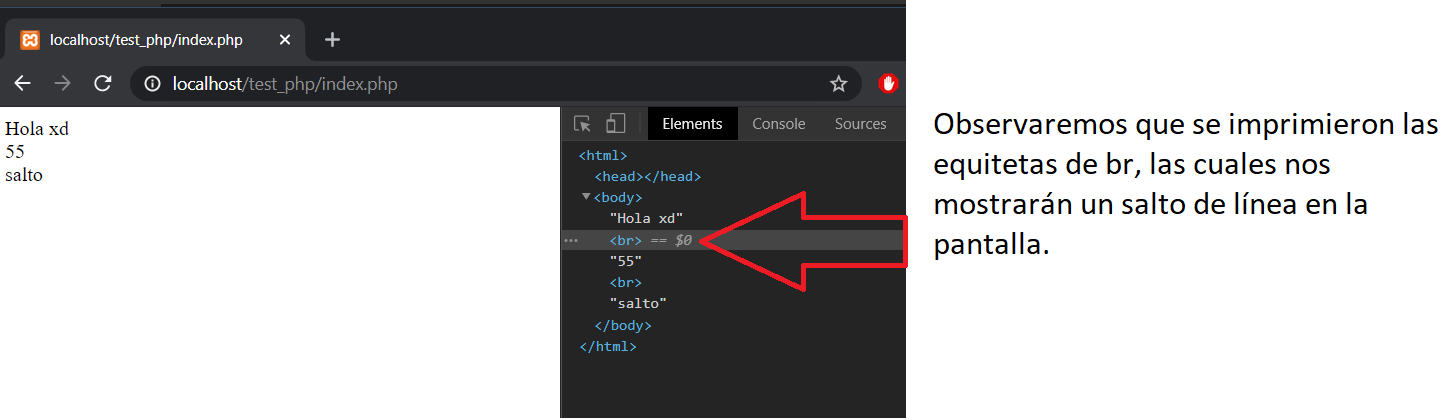 localhost/test_php/index.php
localhost/test_php/index.php
Hola xd
55
salto
Elements Console Sources
<html>
<head></head>
<body>
"Hola xd"
<br> == $0
"55"
<br>
"salto"
</body>
</html>
Observaremos que se imprimieron las
equitetas de br, las cuales nos
mostrarán un salto de línea en la
pantalla.